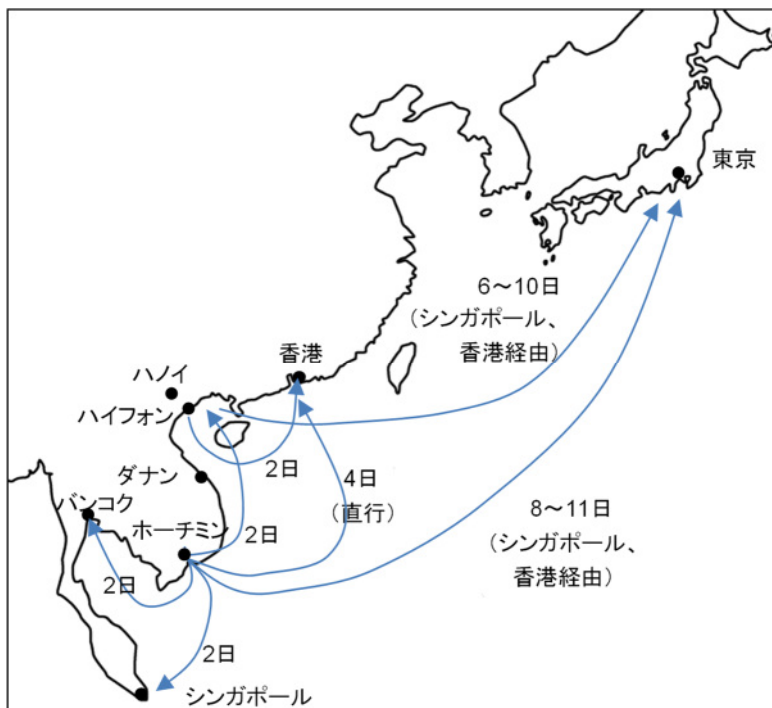 東京
6～10日
（シンガポール、
香港経由）
香港
ハノイ
ハイフォン
2日
4日
（直行）
ダナン
バンコク
ホーチミン
2日
8～11日
（シンガポール、
香港経由）
2日
2日
シンガポール